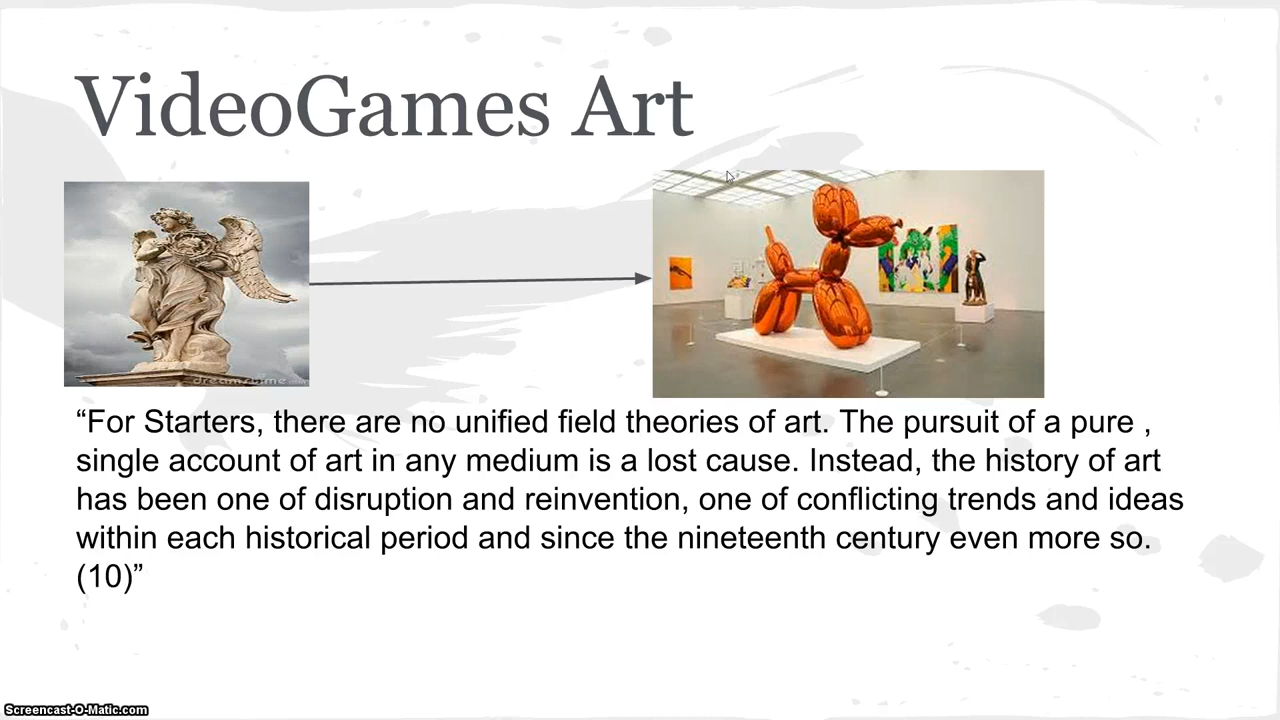 VideoGames Art
dreamstime.com
“For Starters, there are no unified field theories of art. The pursuit of a pure ,
single account of art in any medium is a lost cause. Instead, the history of art
has been one of disruption and reinvention, one of conflicting trends and ideas
within each historical period and since the nineteenth century even more so.
(10)”
Screencast-O-Matic.com